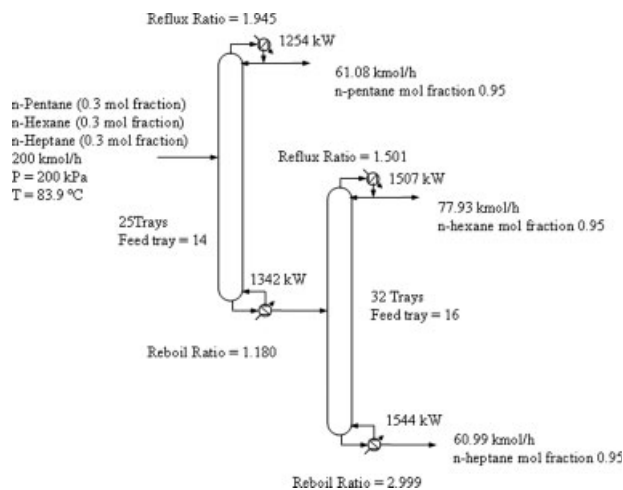 Reflux Ratio = 1.945
1254 kW
61.08 kmol/h
n-pentane mol fraction 0.95
n-Pentane (0.3 mol fraction)
n-Hexane (0.3 mol fraction)
n-Heptane (0.3 mol fraction)
200 kmol/h
P = 200 kPa
T = 83.9 ºC
Reflux Ratio = 1.501
1507 kW
77.93 kmol/h
n-hexane mol fraction 0.95
25Trays
Feed tray = 14
1342 kW
32 Trays
Feed tray = 16
Reboil Ratio = 1.180
1544 kW
60.99 kmol/h
n-heptane mol fraction 0.95
Reboil Ratio = 2.999